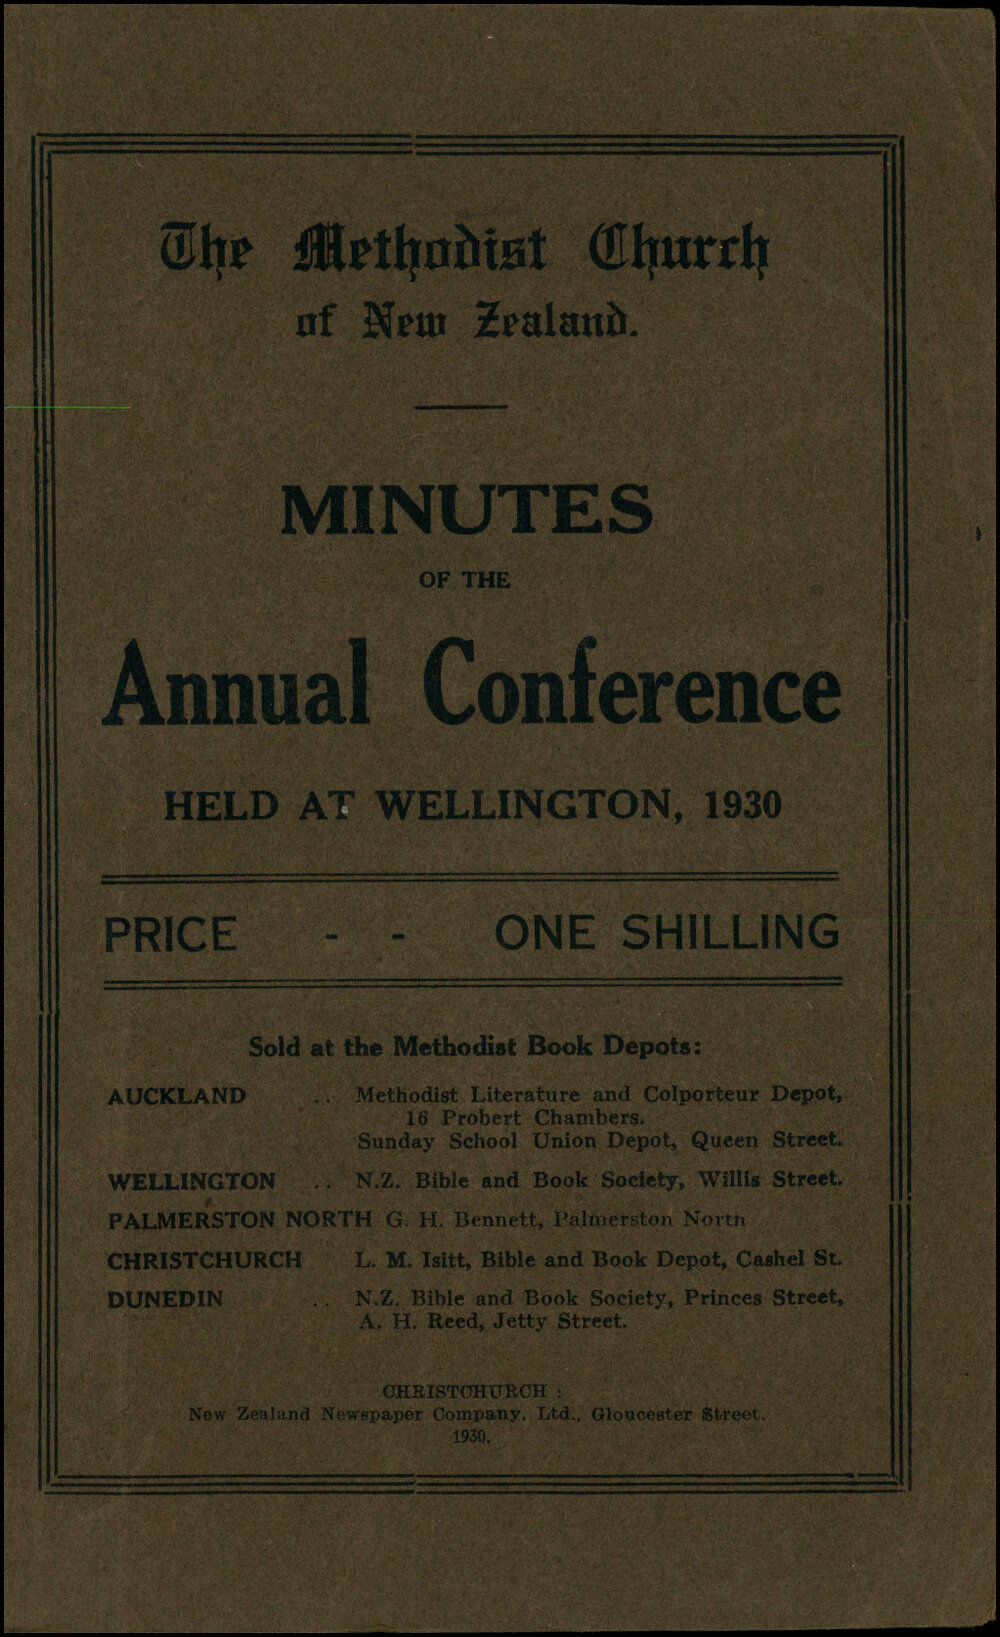 The Methodist Church
of New Zealand.
MINUTES
OF THE
Annual Conference
HELD AT WELLINGTON, 1930
PRICE - - ONE SHILLING
Sold at the Methodist Book Depots:
AUCKLAND .. Methodist Literature and Colporteur Depot,
16 Probert Chambers.
Sunday School Union Depot, Queen Street.
WELLINGTON .. N.Z. Bible and Book Society, Willis Street.
PALMERSTON NORTH G. H. Bennett, Palmerston North
CHRISTCHURCH L. M. Isitt, Bible and Book Depot, Cashel St.
DUNEDIN .. N.Z. Bible and Book Society, Princes Street,
A. H. Reed, Jetty Street.
CHRISTCHURCH :
New Zealand Newspaper Company, Ltd., Gloucester Street.
1930.